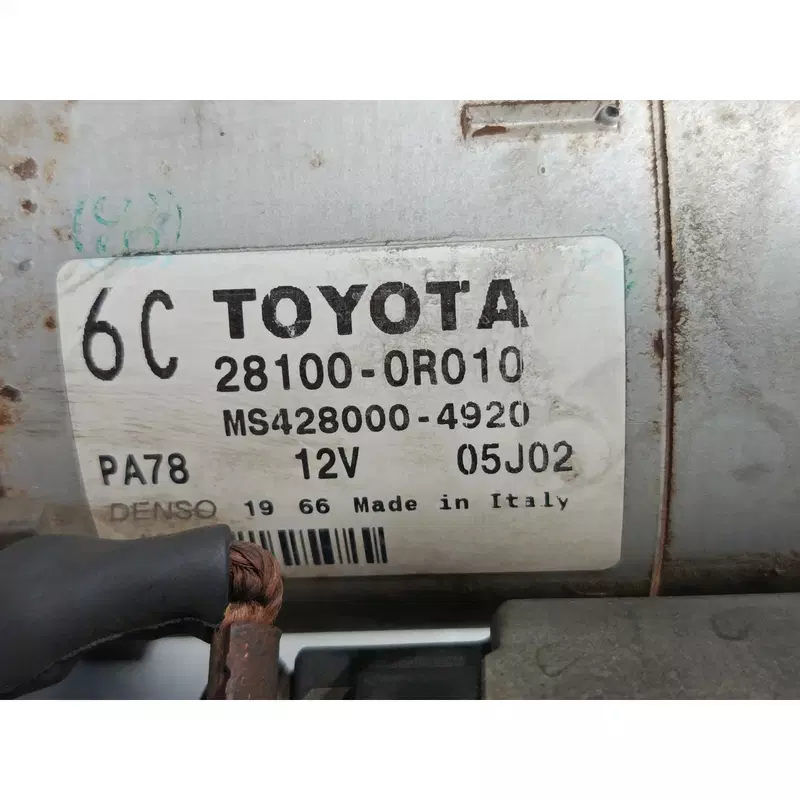 6C TOYOTA
28100-0R010
MS428000-4920
PA78 12V 05J02
DENSO 19 66 Made in Italy